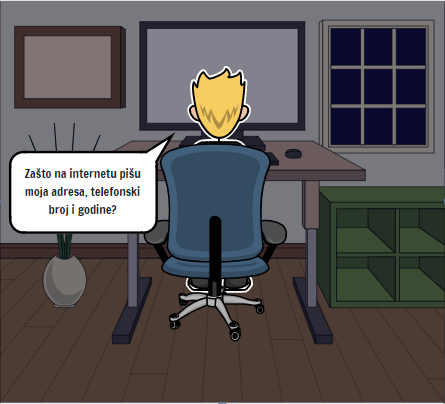 Zašto na internetu pišu
moja adresa, telefonski
broj i godine?